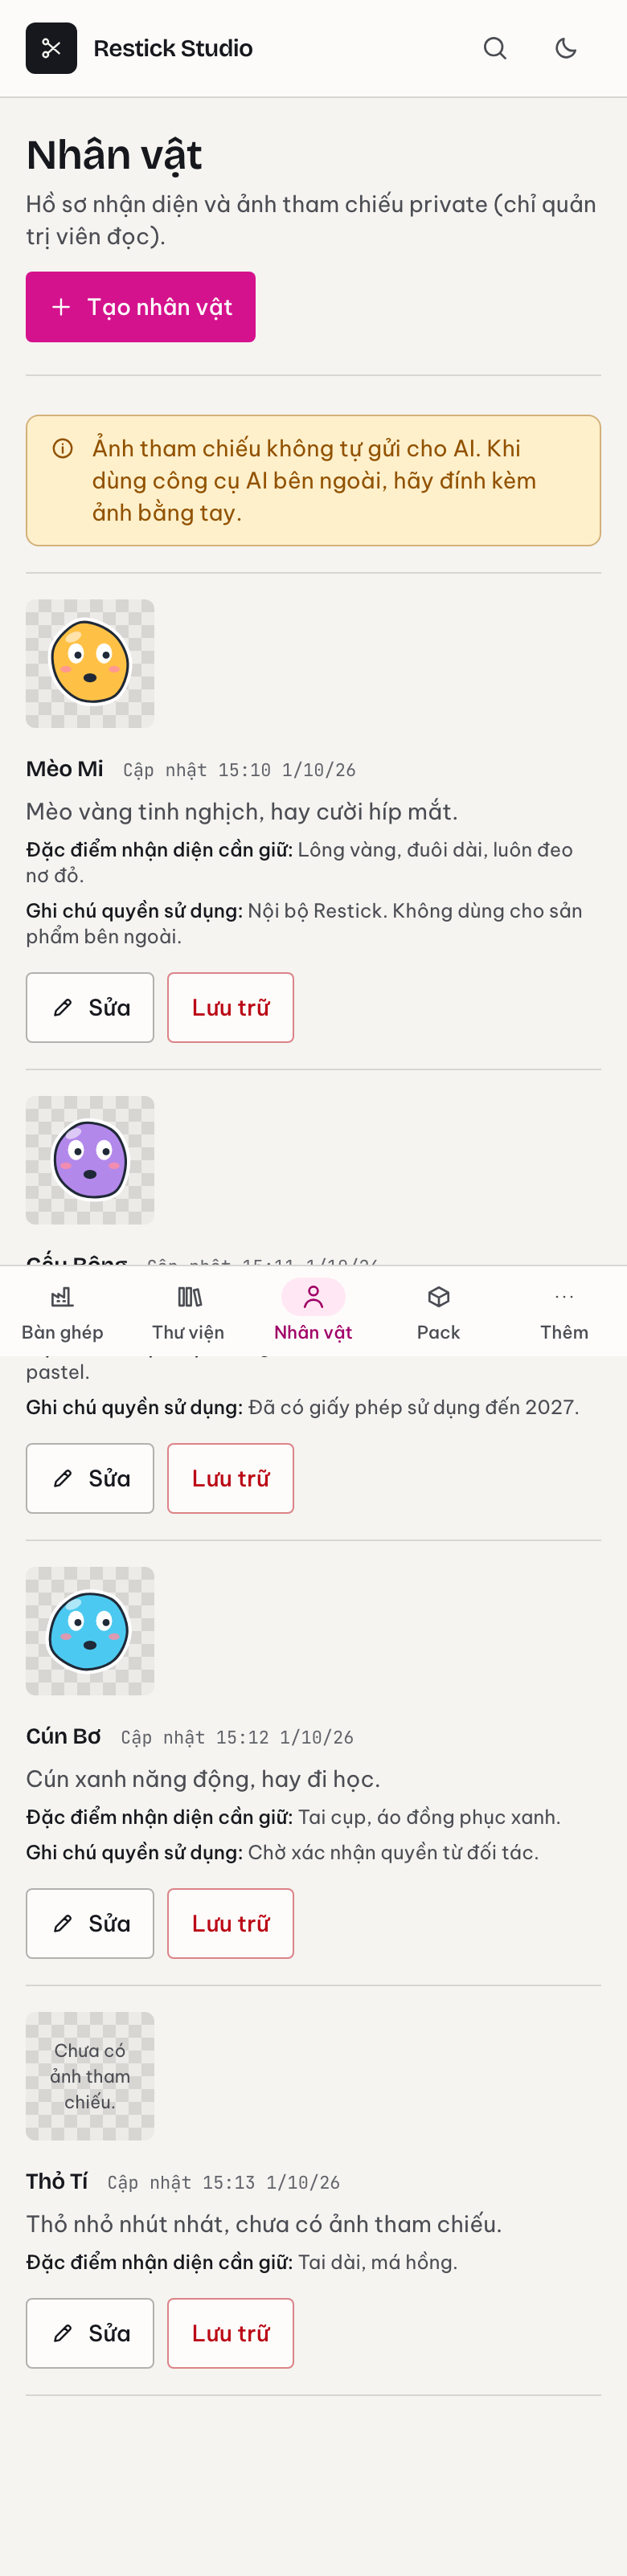 Restick Studio
Nhân vật
Hồ sơ nhận diện và ảnh tham chiếu private (chỉ quản
trị viên đọc).
Tạo nhân vật
Ảnh tham chiếu không tự gửi cho AI. Khi
dùng công cụ AI bên ngoài, hãy đính kèm
ảnh bằng tay.
Mèo Mi Cập nhật 15:10 1/10/26
Mèo vàng tinh nghịch, hay cười híp mắt.
Đặc điểm nhận diện cần giữ: Lông vàng, đuôi dài, luôn đeo
nơ đỏ.
Ghi chú quyền sử dụng: Nội bộ Restick. Không dùng cho sản
phẩm bên ngoài.
Sửa Lưu trữ
Cập nhật 15:11 1/10/26
Bàn ghép Thư viện Nhân vật Pack Thêm
pastel.
Ghi chú quyền sử dụng: Đã có giấy phép sử dụng đến 2027.
Sửa Lưu trữ
Cún Bơ Cập nhật 15:12 1/10/26
Cún xanh năng động, hay đi học.
Đặc điểm nhận diện cần giữ: Tai cụp, áo đồng phục xanh.
Ghi chú quyền sử dụng: Chờ xác nhận quyền từ đối tác.
Sửa Lưu trữ
Chưa có
ảnh tham
chiếu.
Thỏ Tí Cập nhật 15:13 1/10/26
Thỏ nhỏ nhút nhát, chưa có ảnh tham chiếu.
Đặc điểm nhận diện cần giữ: Tai dài, má hồng.
Sửa Lưu trữ